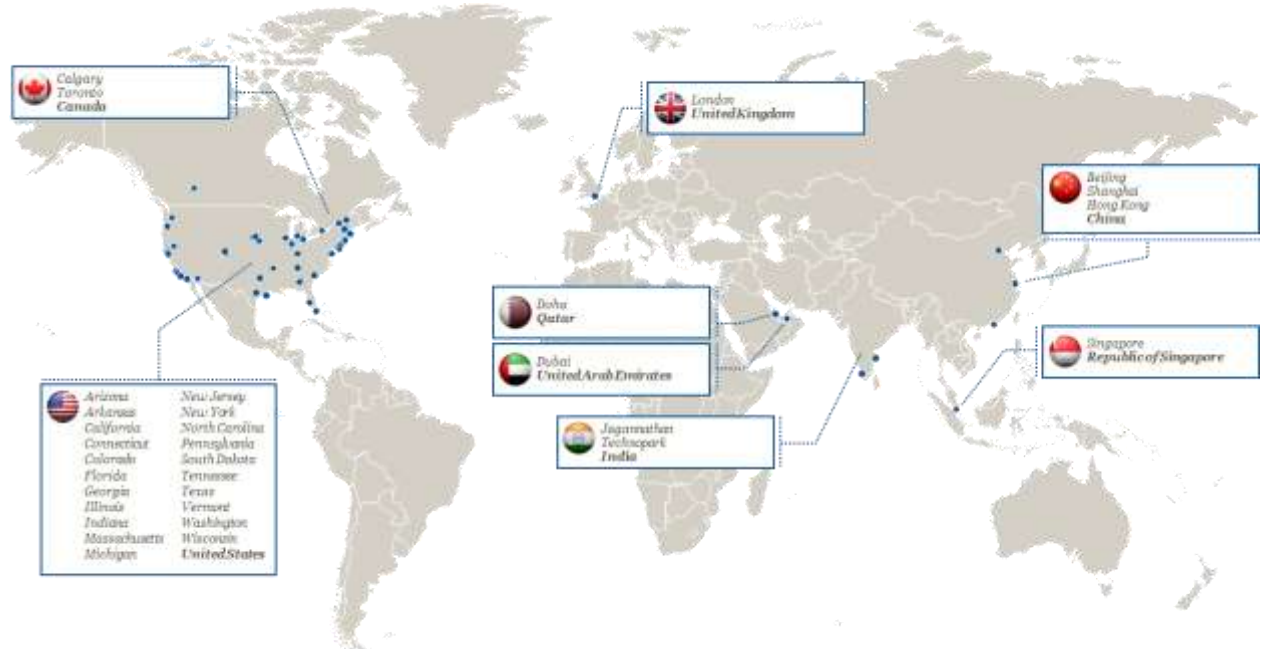 Calgary
Toronto
Canada
London
United Kingdom
Beijing
Shanghai
Hong Kong
China
Doha
Qatar
Dubai
United Arab Emirates
Singapore
Republic of Singapore
Jagannathan
Technopark
India
Arizona
Arkansas
California
Connecticut
Colorado
Florida
Georgia
Illinois
Indiana
Massachusetts
Michigan
New Jersey
New York
North Carolina
Pennsylvania
South Dakota
Tennessee
Texas
Vermont
Washington
Wisconsin
United States